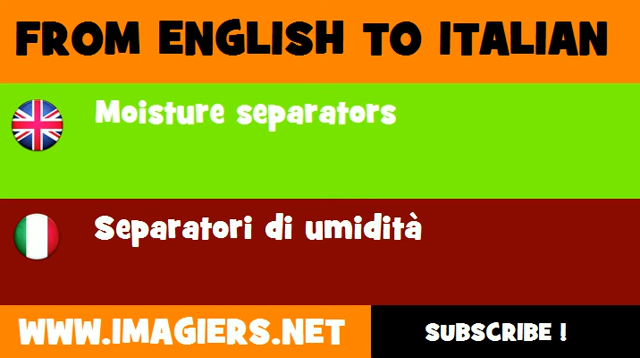 FROM ENGLISH TO ITALIAN
Moisture separators
Separatori di umidità
WWW.IMAGIERS.NET
SUBSCRIBE !